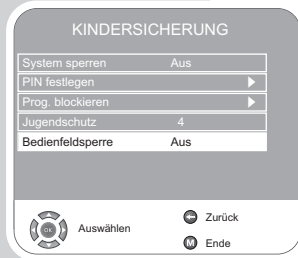 KINDERSICHERUNG
System sperren Aus
PIN festlegen
Prog. blockieren
Jugendschutz 4
Bedienfeldsperre Aus
OK Auswählen
Zurück
M Ende